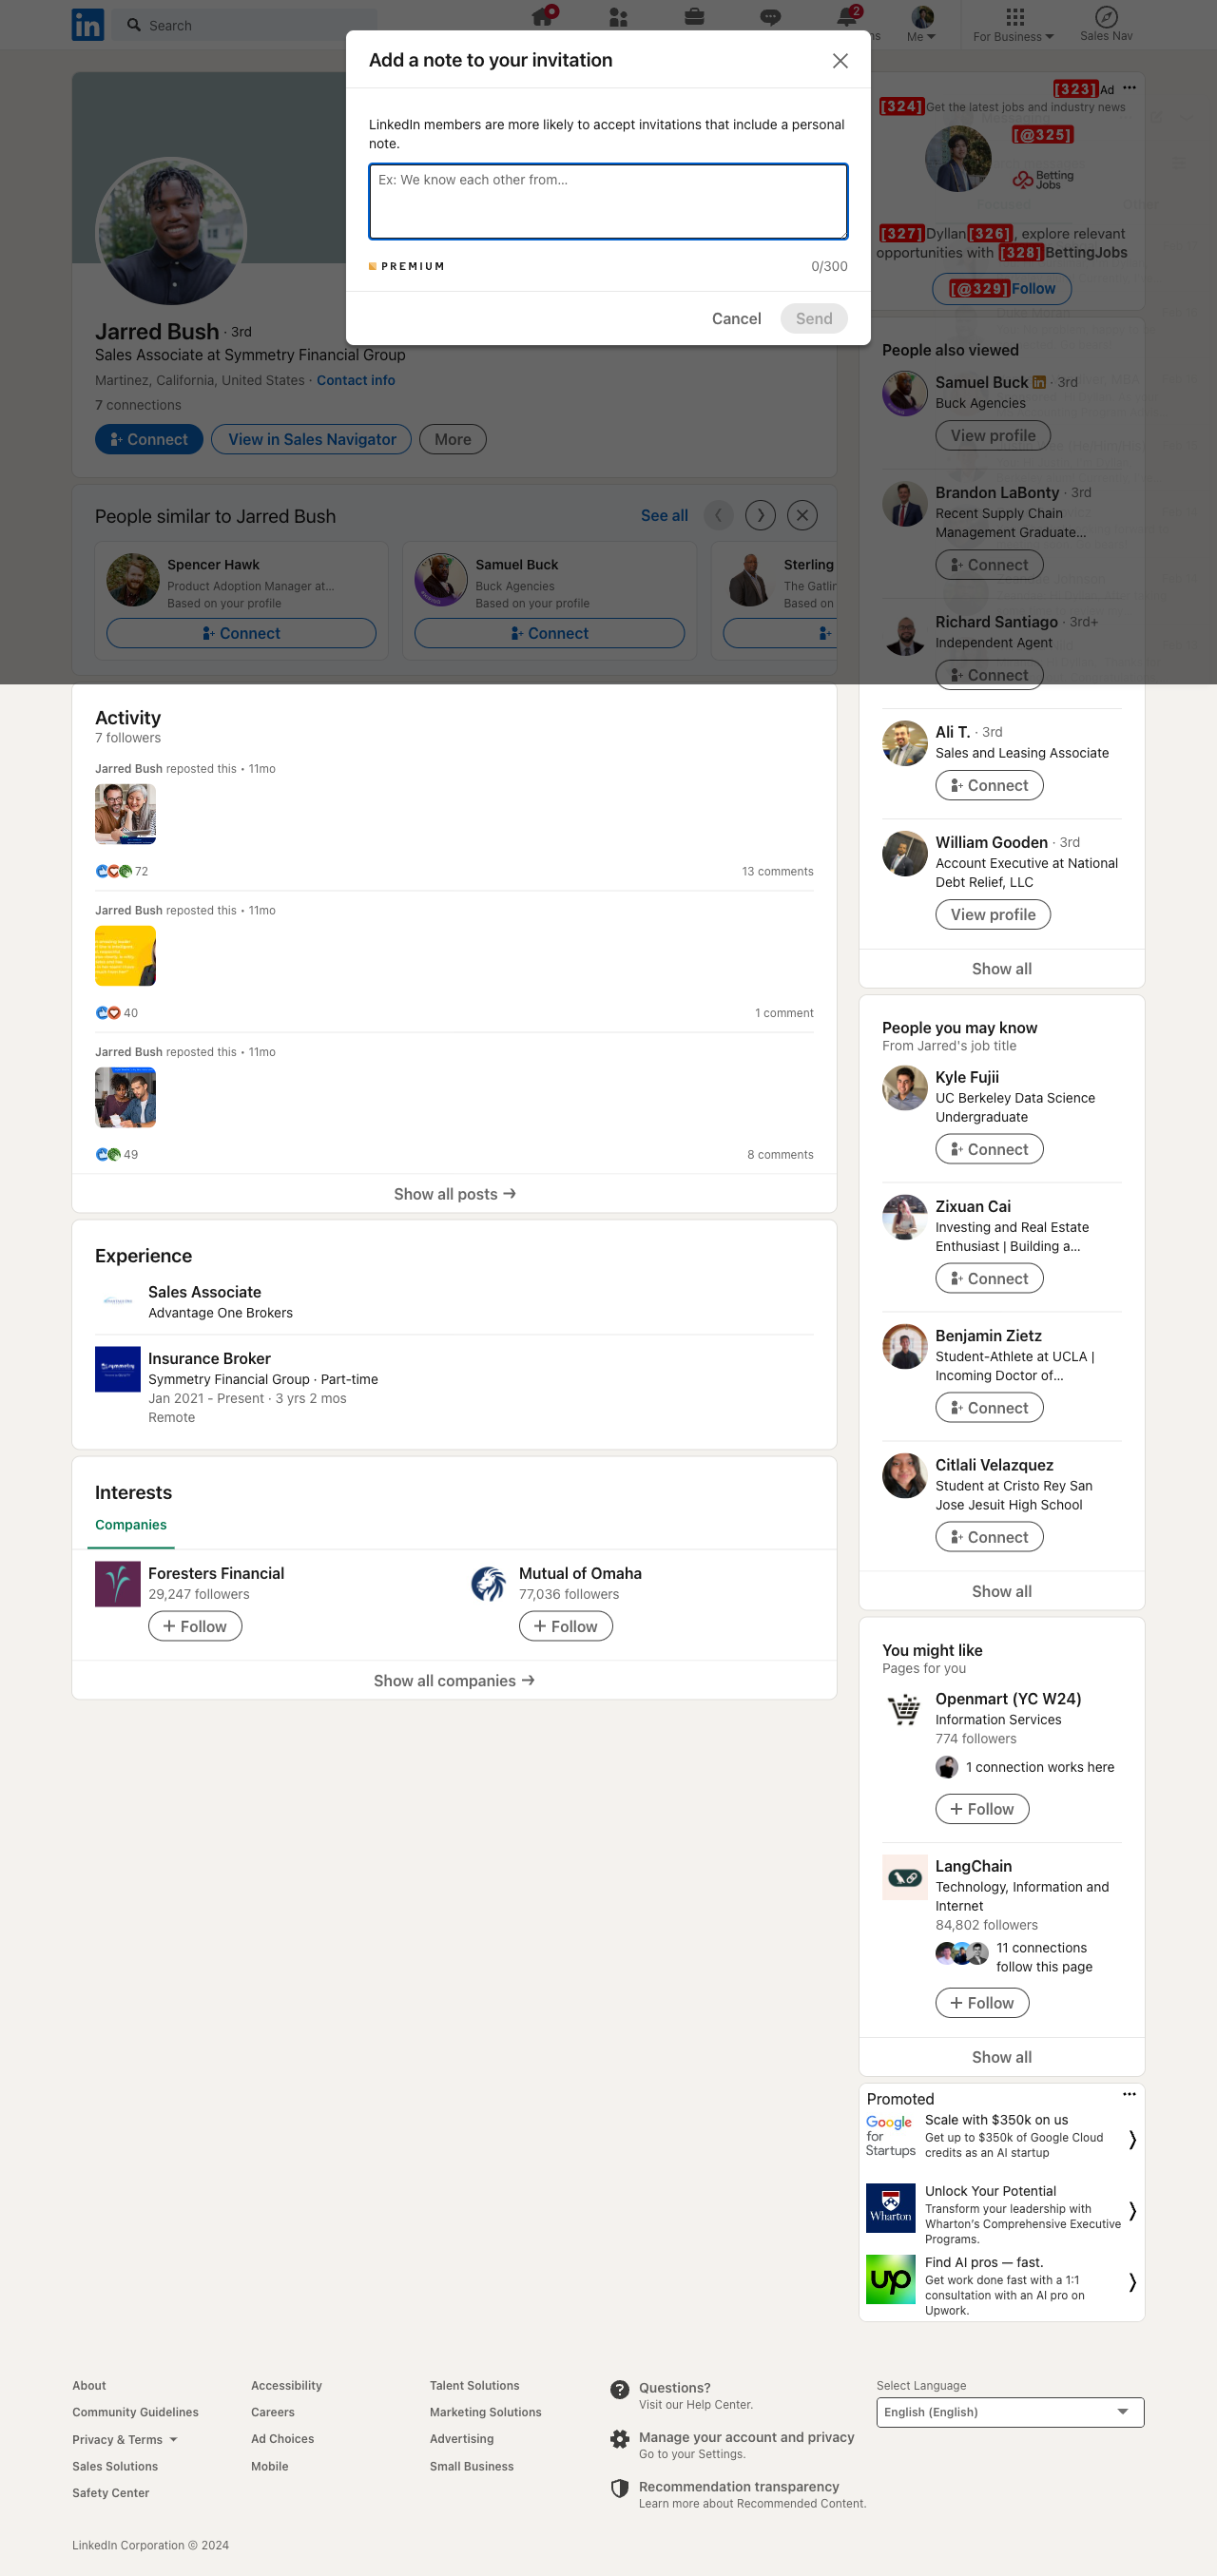 in
Search
2
ns
Me
For Business
Sales Nav
Add a note to your invitation
LinkedIn members are more likely to accept invitations that include a personal
note.
Ex: We know each other from...
PREMIUM
0/300
Cancel
Send
[323] Ad
[324] Get the latest jobs and industry news
[@325]
Betting
Jobs
[327] Dyllan [326], explore relevant
opportunities with [328] BettingJobs
[@329] Follow
Jarred Bush · 3rd
Sales Associate at Symmetry Financial Group
Martinez, California, United States · Contact info
7 connections
Connect
View in Sales Navigator
More
People similar to Jarred Bush
See all
Spencer Hawk
Product Adoption Manager at...
Based on your profile
Connect
Samuel Buck
Buck Agencies
Based on your profile
Connect
Sterling
The Gatlin
Based on
Activity
7 followers
Jarred Bush reposted this • 11mo
72
13 comments
Jarred Bush reposted this • 11mo
40
1 comment
Jarred Bush reposted this • 11mo
49
8 comments
Show all posts
Experience
Sales Associate
Advantage One Brokers
Insurance Broker
Symmetry Financial Group · Part-time
Jan 2021 - Present · 3 yrs 2 mos
Remote
Interests
Companies
Foresters Financial
29,247 followers
Follow
Mutual of Omaha
77,036 followers
Follow
Show all companies
People also viewed
Samuel Buck in · 3rd
Buck Agencies
View profile
Brandon LaBonty · 3rd
Recent Supply Chain
Management Graduate...
Connect
Richard Santiago · 3rd+
Independent Agent
Connect
Ali T. · 3rd
Sales and Leasing Associate
Connect
William Gooden · 3rd
Account Executive at National
Debt Relief, LLC
View profile
Show all
People you may know
From Jarred's job title
Kyle Fujii
UC Berkeley Data Science
Undergraduate
Connect
Zixuan Cai
Investing and Real Estate
Enthusiast | Building a...
Connect
Benjamin Zietz
Student-Athlete at UCLA |
Incoming Doctor of...
Connect
Citlali Velazquez
Student at Cristo Rey San
Jose Jesuit High School
Connect
Show all
You might like
Pages for you
Openmart (YC W24)
Information Services
774 followers
1 connection works here
Follow
LangChain
Technology, Information and
Internet
84,802 followers
11 connections
follow this page
Follow
Show all
Promoted
Google
for
Startups
Scale with $350k on us
Get up to $350k of Google Cloud
credits as an AI startup
Wharton
Unlock Your Potential
Transform your leadership with
Wharton's Comprehensive Executive
Programs.
up
Find AI pros — fast.
Get work done fast with a 1:1
consultation with an AI pro on
Upwork.
About
Community Guidelines
Privacy & Terms
Sales Solutions
Safety Center
Accessibility
Careers
Ad Choices
Mobile
Talent Solutions
Marketing Solutions
Advertising
Small Business
Questions?
Visit our Help Center.
Manage your account and privacy
Go to your Settings.
Recommendation transparency
Learn more about Recommended Content.
Select Language
English (English)
LinkedIn Corporation © 2024